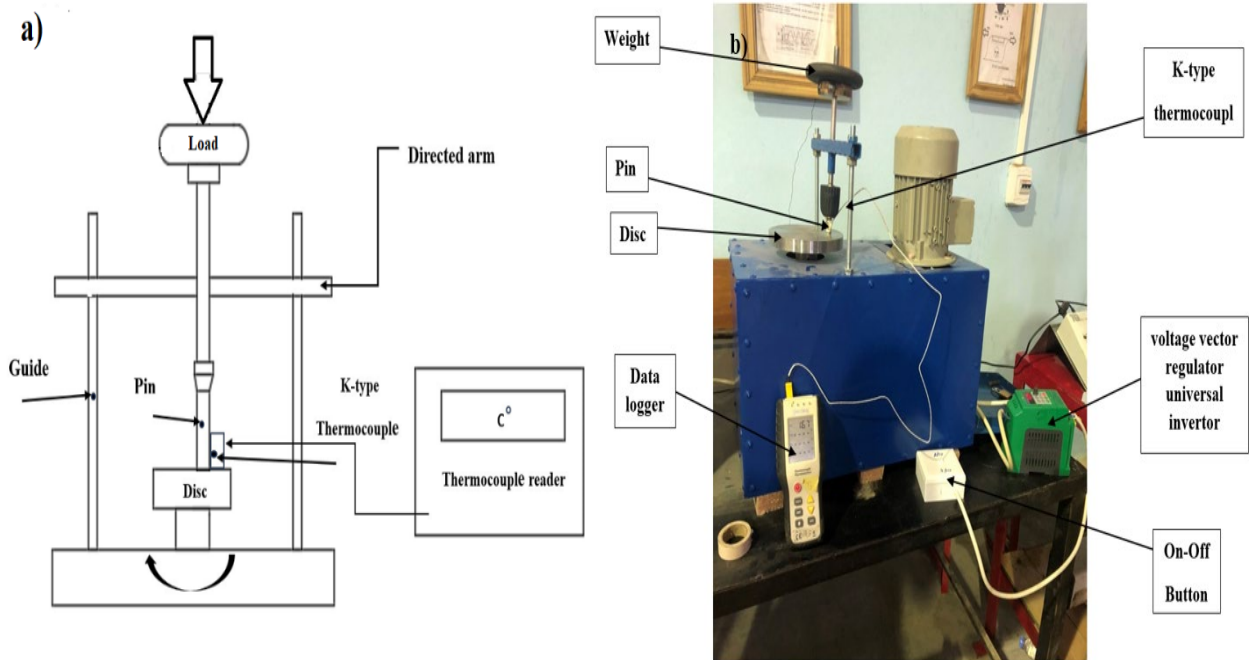 a)
Load
Directed arm
Guide
Pin
K-type
Thermocouple
C°
Thermocouple reader
Disc
b)
Weight
K-type
thermocoupl
Pin
Disc
Data
logger
voltage vector
regulator
universal
invertor
On-Off
Button